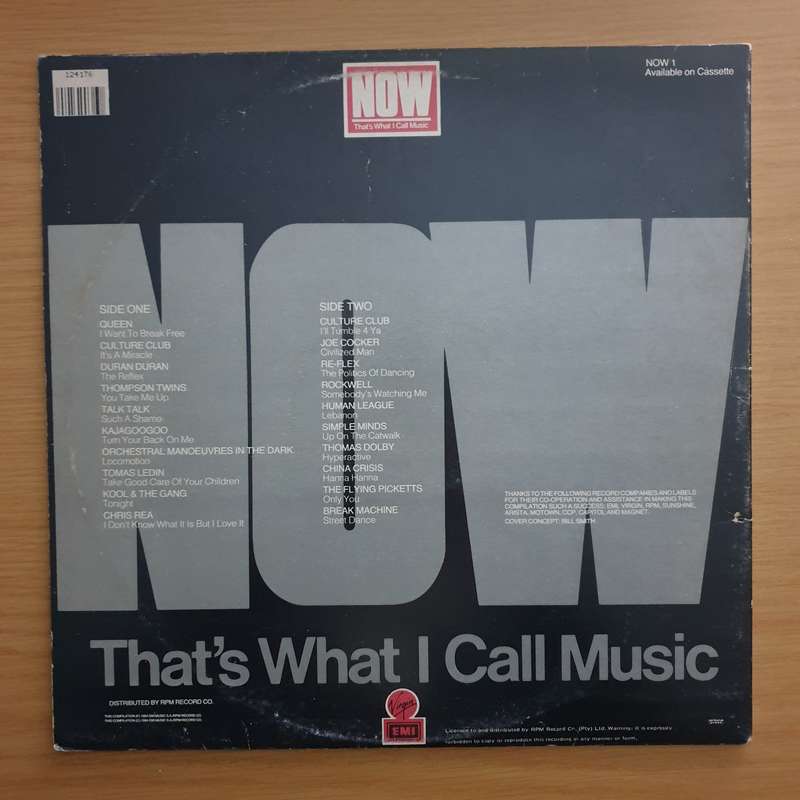 124176
NOW
That's What I Call Music
NOW 1
Available on Cassette
NOW
SIDE ONE
QUEEN
I Want To Break Free
CULTURE CLUB
It's A Miracle
DURAN DURAN
The Reflex
THOMPSON TWINS
You Take Me Up
TALK TALK
Such A Shame
KAJAGOOGOO
Turn Your Back On Me
ORCHESTRAL MANOEUVRES IN THE DARK
Locomotion
TOMAS LEDIN
Take Good Care Of Your Children
KOOL & THE GANG
Tonight
CHRIS REA
I Don't Know What It Is But I Love It
SIDE TWO
CULTURE CLUB
I'll Tumble 4 Ya
JOE COCKER
Civilized Man
RE-FLEX
The Politics Of Dancing
ROCKWELL
Somebody's Watching Me
HUMAN LEAGUE
Lebanon
SIMPLE MINDS
Up On The Catwalk
THOMAS DOLBY
Hyperactive
CHINA CRISIS
Hanna Hanna
THE FLYING PICKETTS
Only You
BREAK MACHINE
Street Dance
THANKS TO THE FOLLOWING RECORD COMPANIES AND LABELS
FOR THEIR CO-OPERATION AND ASSISTANCE IN MAKING THIS
COMPILATION SUCH A SUCCESS: EMI, VIRGIN, RPM, SUNSHINE,
ARISTA, MOTOWN, CCP, CAPITOL AND MAGNET.
COVER CONCEPT: BILL SMITH
That's What I Call Music
DISTRIBUTED BY RPM RECORD CO.
Virgin
EMI
Licenced to and distributed by RPM Record Co. (Pty) Ltd. Warning: It is expressly
forbidden to copy or reproduce this recording in any manner or form.